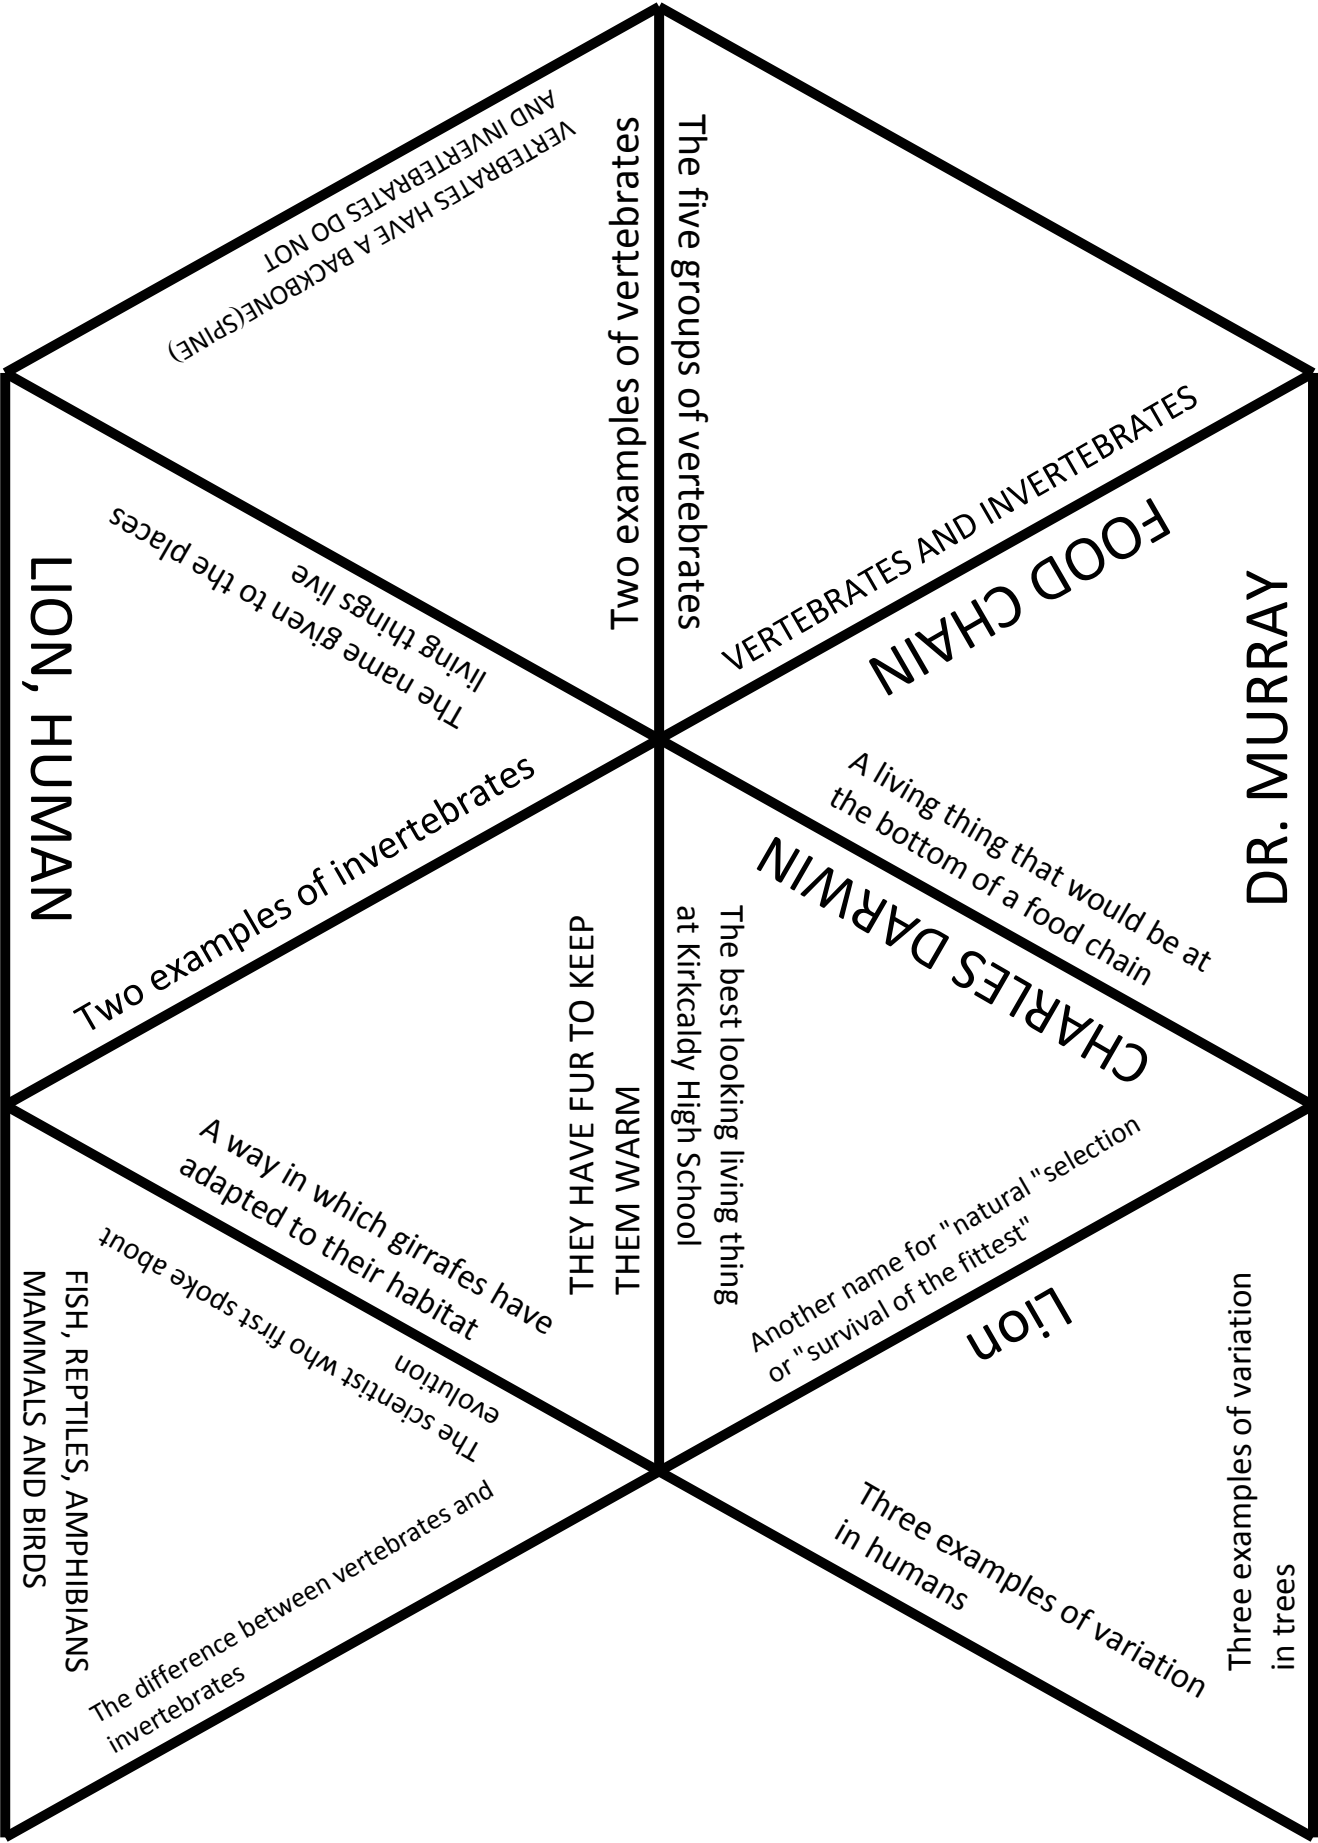 VERTEBRATES HAVE A BACKBONE(SPINE)
AND INVERTEBRATES DO NOT
Two examples of vertebrates
The five groups of vertebrates
VERTEBRATES AND INVERTEBRATES
LION, HUMAN
The name given to the places
living things live
Two examples of invertebrates
FOOD CHAIN
DR. MURRAY
A living thing that would be at
the bottom of a food chain
A way in which girrafes have
adapted to their habitat
THEY HAVE FUR TO KEEP
THEM WARM
The best looking living thing
at Kirkcaldy High School
CHARLES DARWIN
Another name for "natural "selection
or "survival of the fittest"
FISH, REPTILES, AMPHIBIANS
MAMMALS AND BIRDS
The scientist who first spoke about
evolution
The difference between vertebrates and
invertebrates
Lion
Three examples of variation
in humans
Three examples of variation
in trees